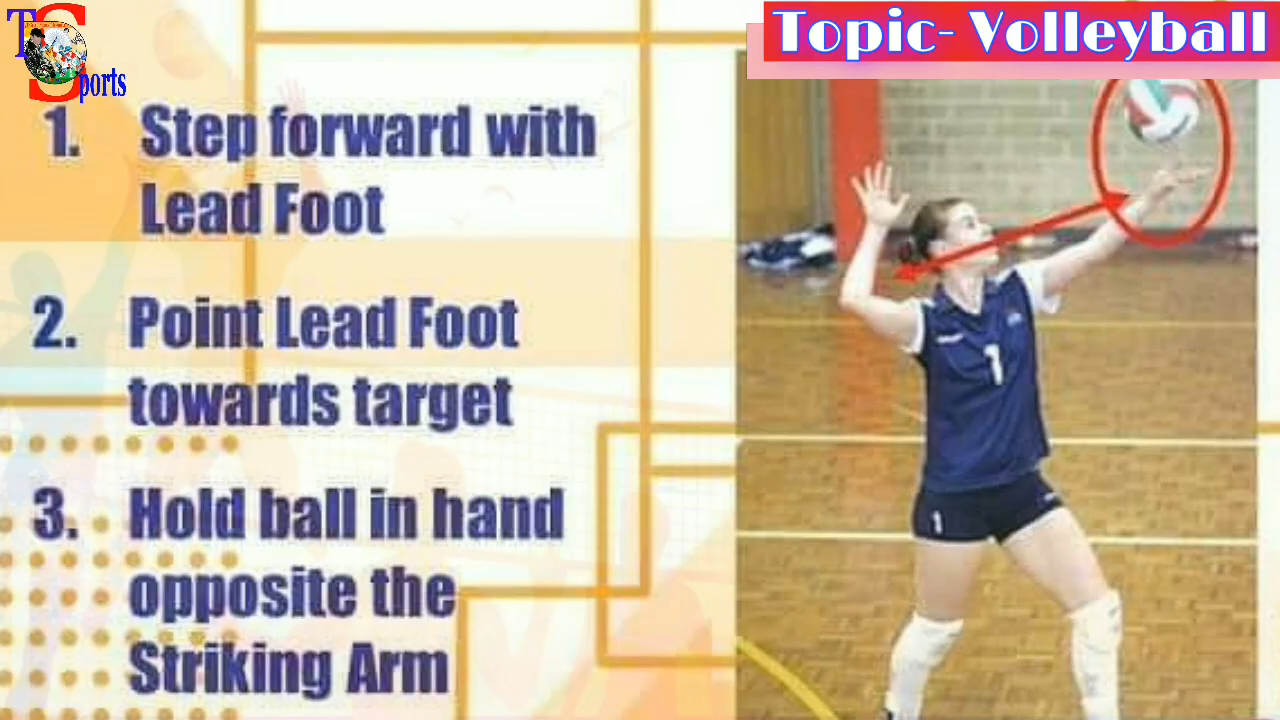 TS
ports
Topic- Volleyball
1. Step forward with
Lead Foot
2. Point Lead Foot
towards target
3. Hold ball in hand
opposite the
Striking Arm
1
1